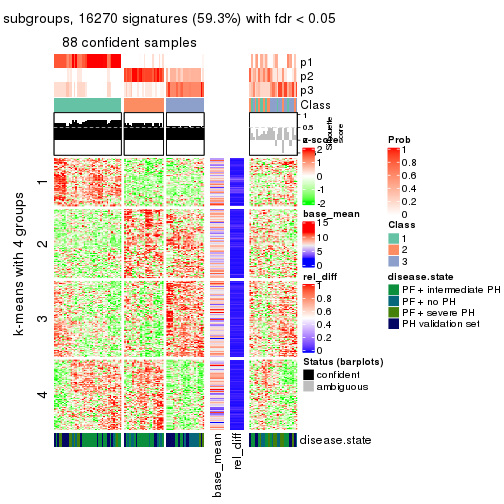 subgroups, 16270 signatures (59.3%) with fdr < 0.05
88 confident samples
p1
p2
p3
Class
1
0.5
0
Silhouette
score
k-means with 4 groups
1
2
3
4
z-score
2
1
0
-1
-2
base_mean
15
10
5
0
rel_diff
1
0.8
0.6
0.4
0.2
0
Status (barplots)
confident
ambiguous
Prob
1
0.8
0.6
0.4
0.2
0
Class
1
2
3
disease.state
PF + intermediate PH
PF + no PH
PF + severe PH
PH validation set
disease.state
base_mean
rel_diff